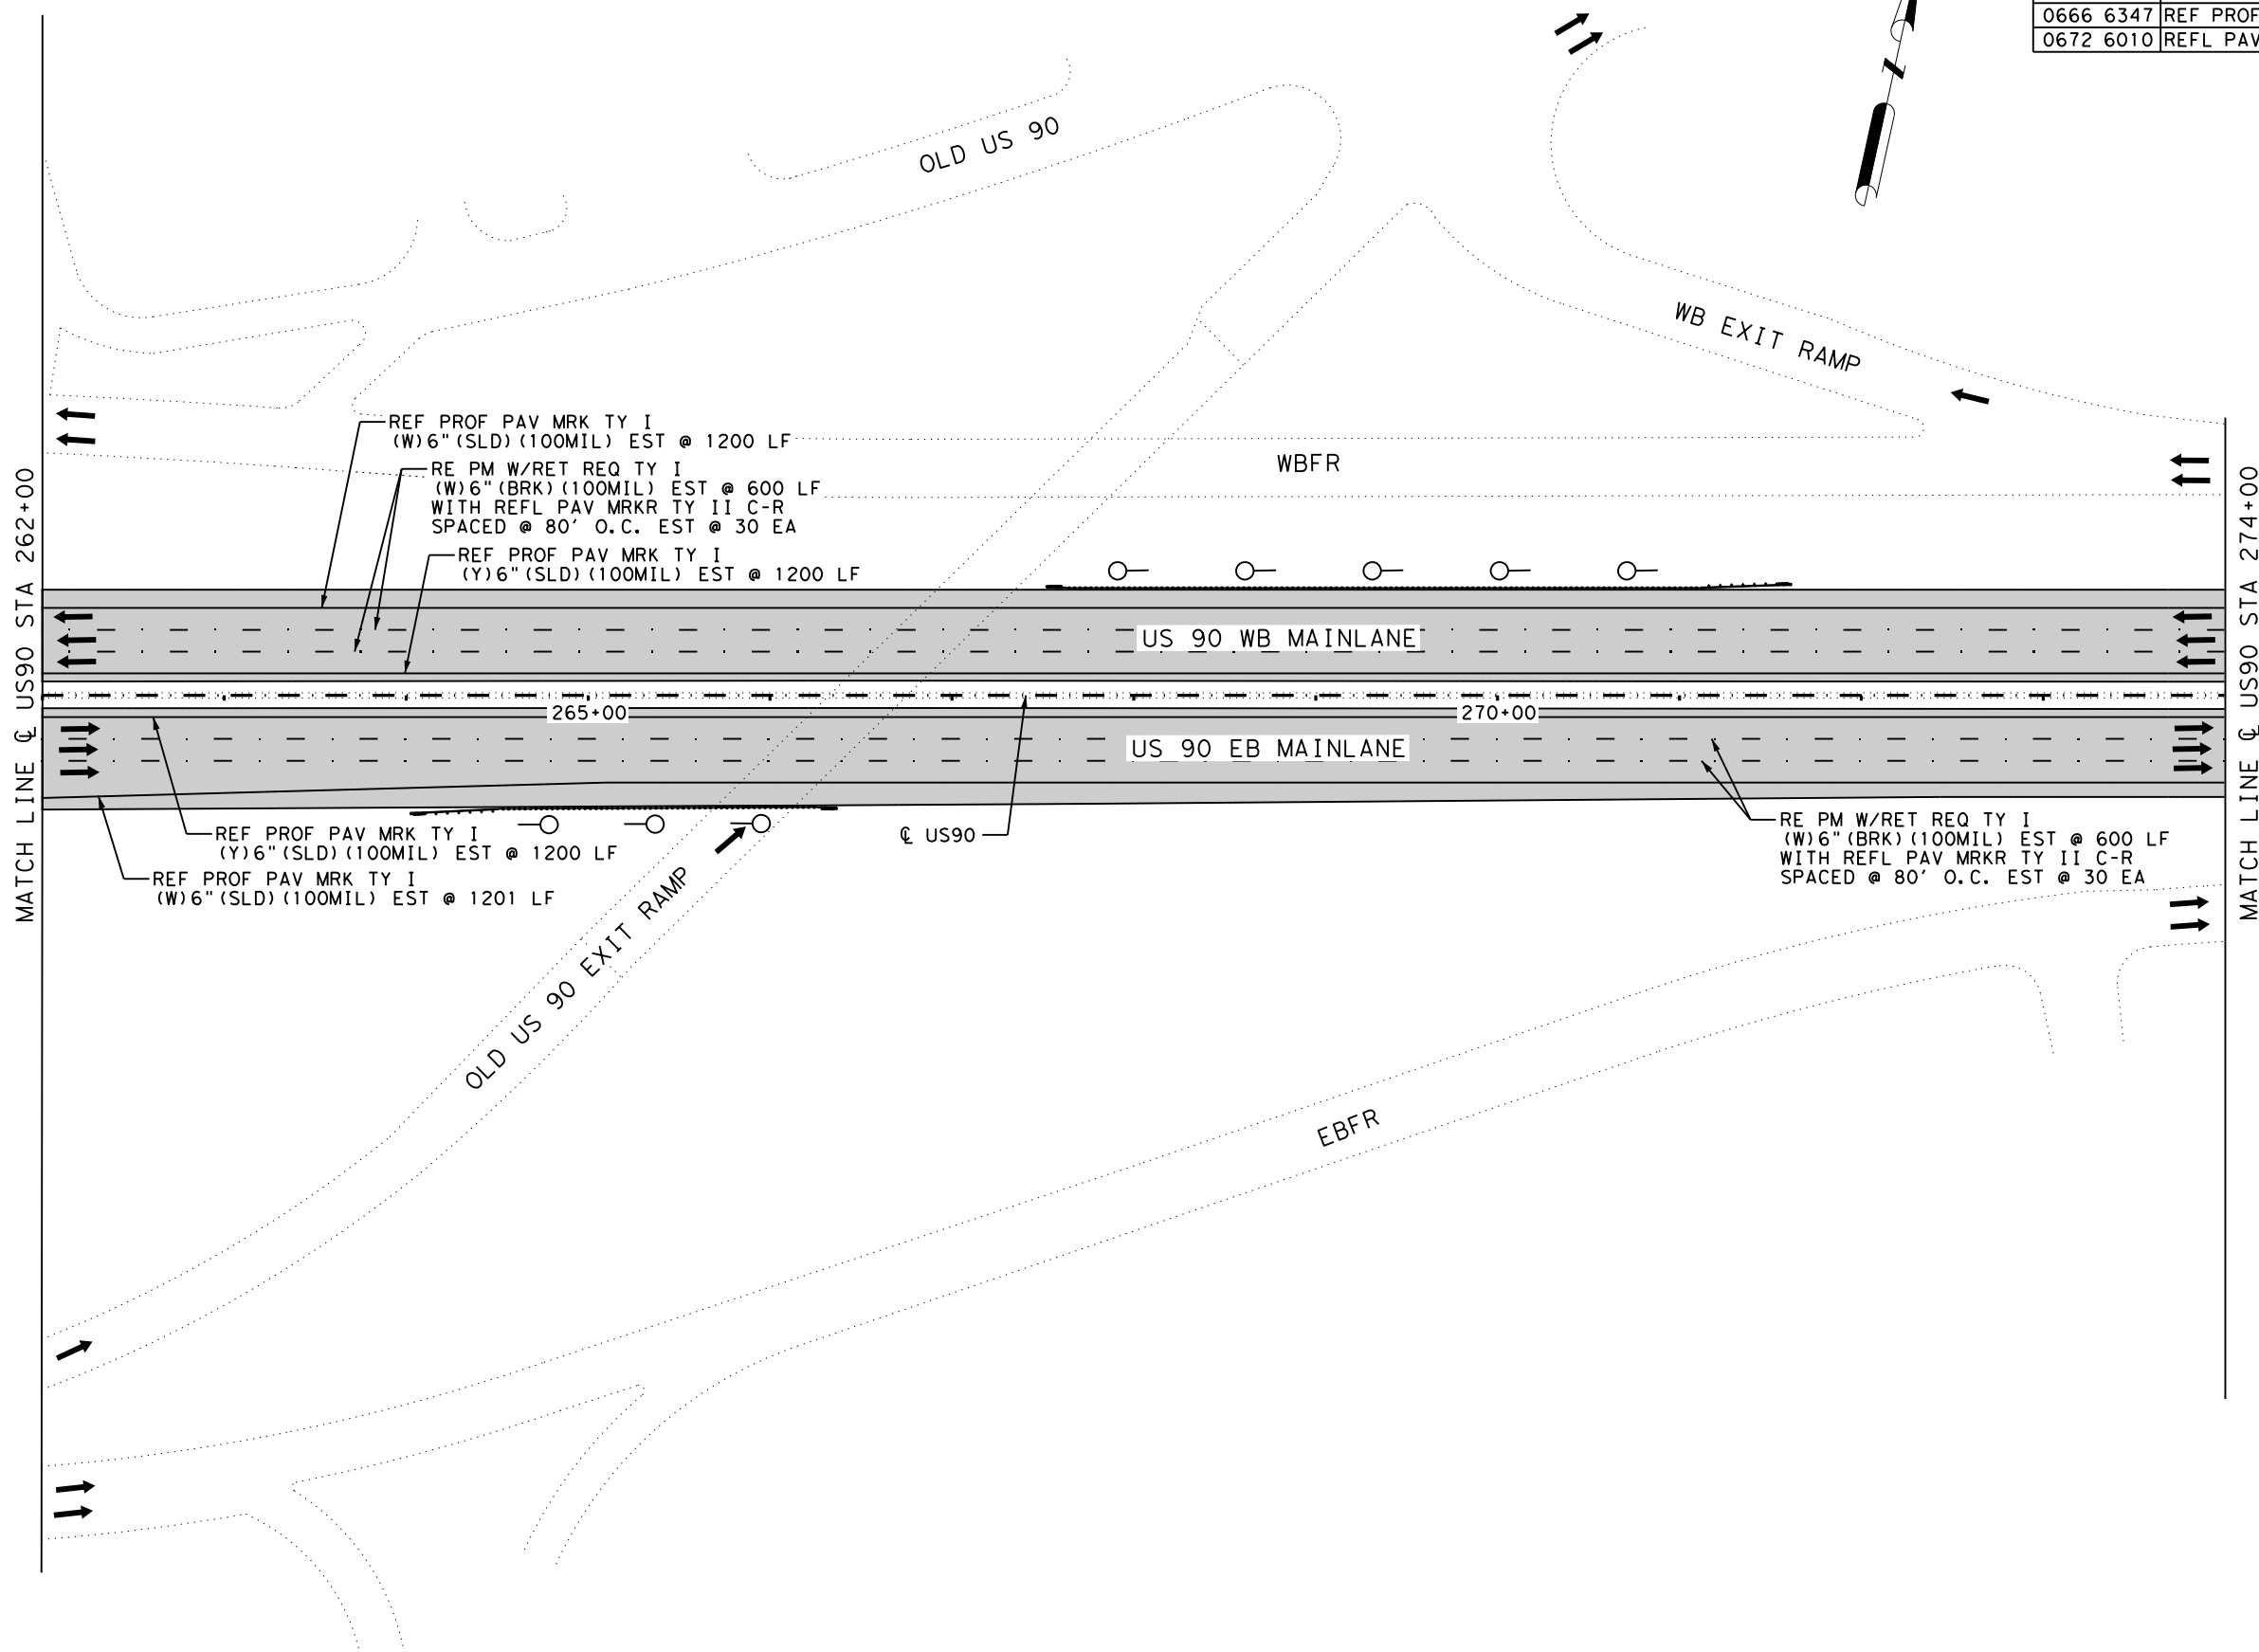 0666 6347 REF PROF
0672 6010 REFL PAV
OLD US 90
WB EXIT RAMP
REF PROF PAV MRK TY I
(W)6"(SLD)(100MIL) EST @ 1200 LF
WBFR
RE PM W/RET REQ TY I
(W)6"(BRK)(100MIL) EST @ 600 LF
WITH REFL PAV MRKR TY II C-R
SPACED @ 80' O.C. EST @ 30 EA
REF PROF PAV MRK TY I
(Y)6"(SLD)(100MIL) EST @ 1200 LF
MATCH LINE ℄ US90 STA 262+00
MATCH LINE ℄ US90 STA 274+00
US 90 WB MAINLANE
265+00
270+00
US 90 EB MAINLANE
REF PROF PAV MRK TY I
(Y)6"(SLD)(100MIL) EST @ 1200 LF
℄ US90
RE PM W/RET REQ TY I
(W)6"(BRK)(100MIL) EST @ 600 LF
WITH REFL PAV MRKR TY II C-R
SPACED @ 80' O.C. EST @ 30 EA
REF PROF PAV MRK TY I
(W)6"(SLD)(100MIL) EST @ 1201 LF
OLD US 90 EXIT RAMP
EBFR